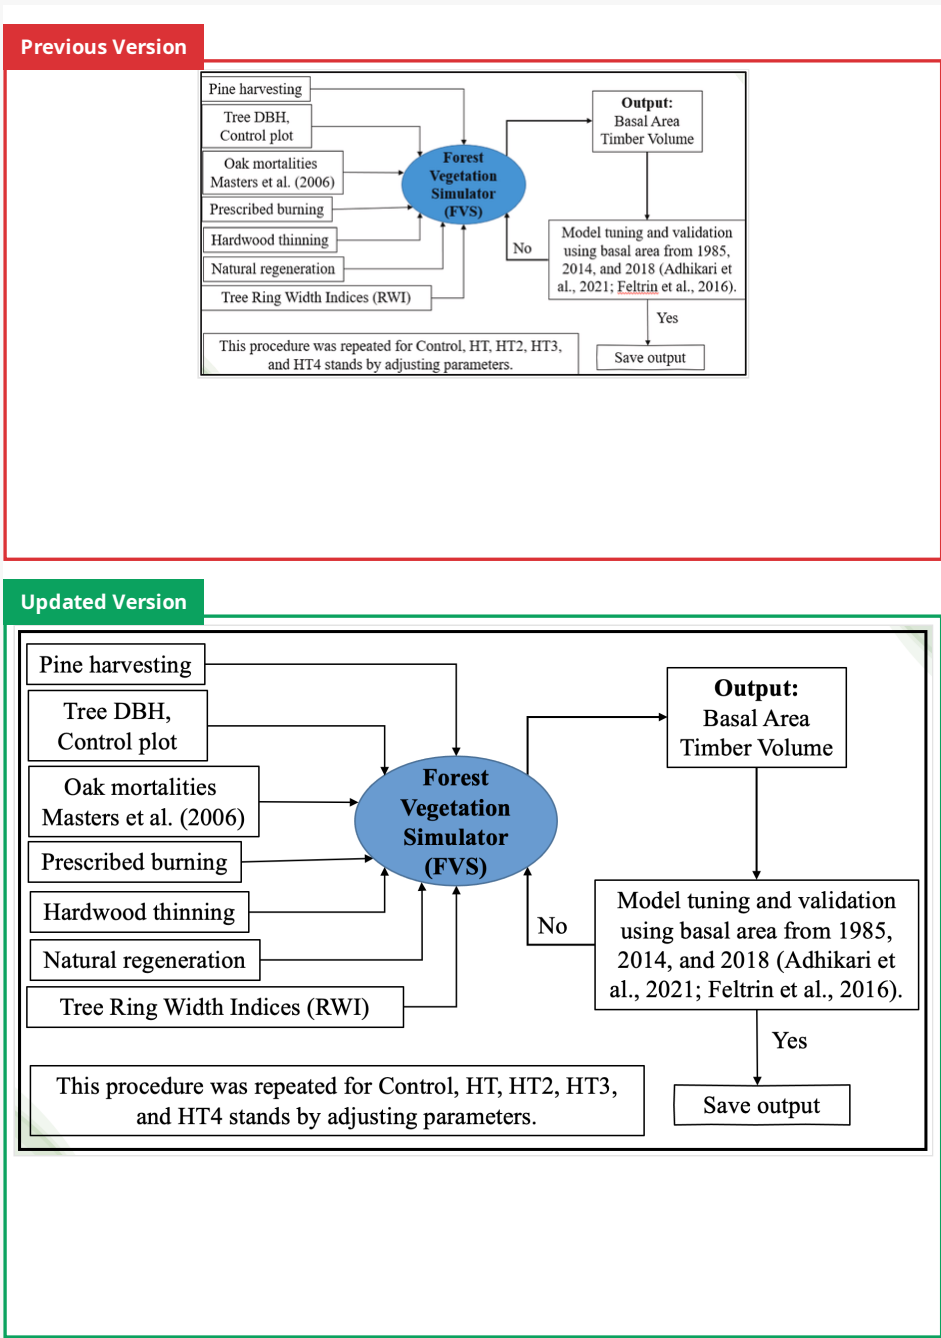 Previous Version
Pine harvesting
Tree DBH,
Control plot
Oak mortalities
Masters et al. (2006)
Prescribed burning
Hardwood thinning
Natural regeneration
Tree Ring Width Indices (RWI)
Forest
Vegetation
Simulator
(FVS)
Output:
Basal Area
Timber Volume
No
Model tuning and validation
using basal area from 1985,
2014, and 2018 (Adhikari et
al., 2021; Feltrin et al., 2016).
Yes
Save output
This procedure was repeated for Control, HT, HT2, HT3,
and HT4 stands by adjusting parameters.
Updated Version
Pine harvesting
Tree DBH,
Control plot
Oak mortalities
Masters et al. (2006)
Prescribed burning
Hardwood thinning
Natural regeneration
Tree Ring Width Indices (RWI)
Forest
Vegetation
Simulator
(FVS)
Output:
Basal Area
Timber Volume
No
Model tuning and validation
using basal area from 1985,
2014, and 2018 (Adhikari et
al., 2021; Feltrin et al., 2016).
Yes
Save output
This procedure was repeated for Control, HT, HT2, HT3,
and HT4 stands by adjusting parameters.